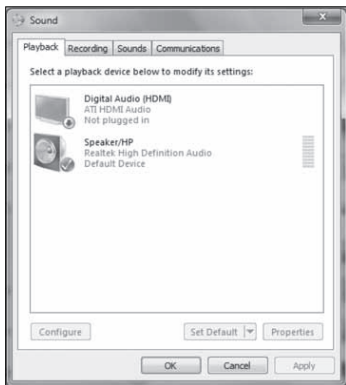 Sound
Playback Recording Sounds Communications
Select a playback device below to modify its settings:
Digital Audio (HDMI)
ATI HDMI Audio
Not plugged in
Speaker/HP
Realtek High Definition Audio
Default Device
Configure Set Default Properties
OK Cancel Apply